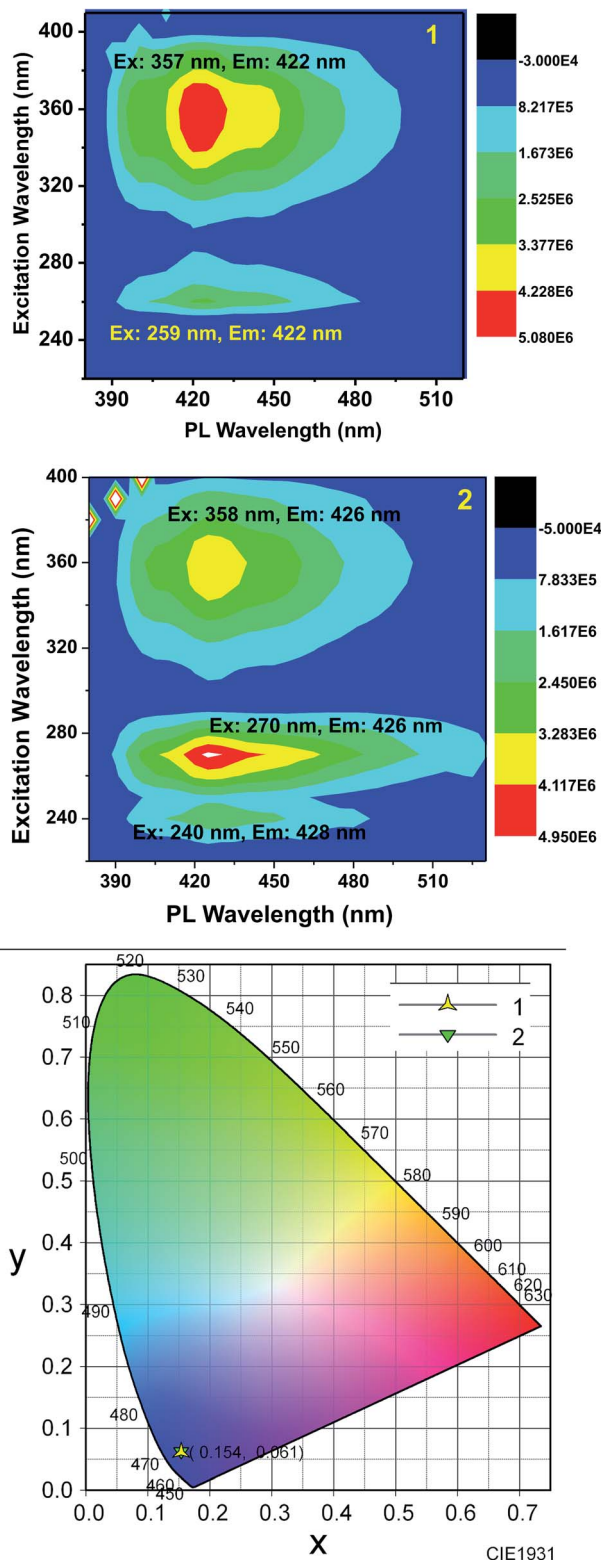 1
Ex: 357 nm, Em: 422 nm
Ex: 259 nm, Em: 422 nm
400
360
320
280
240
Excitation Wavelength (nm)
390 420 450 480 510
PL Wavelength (nm)
-3.000E4
8.217E5
1.673E6
2.525E6
3.377E6
4.228E6
5.080E6
2
Ex: 358 nm, Em: 426 nm
Ex: 270 nm, Em: 426 nm
Ex: 240 nm, Em: 428 nm
400
360
320
280
240
Excitation Wavelength (nm)
390 420 450 480 510
PL Wavelength (nm)
-5.000E4
7.833E5
1.617E6
2.450E6
3.283E6
4.117E6
4.950E6
1
2
520
530
540
550
560
570
580
590
600
610
620
630
510
500
490
480
470
460
450
( 0.154, 0.061)
0.8
0.7
0.6
0.5
0.4
0.3
0.2
0.1
0.0
y
0.0 0.1 0.2 0.3 0.4 0.5 0.6 0.7
x
CIE1931